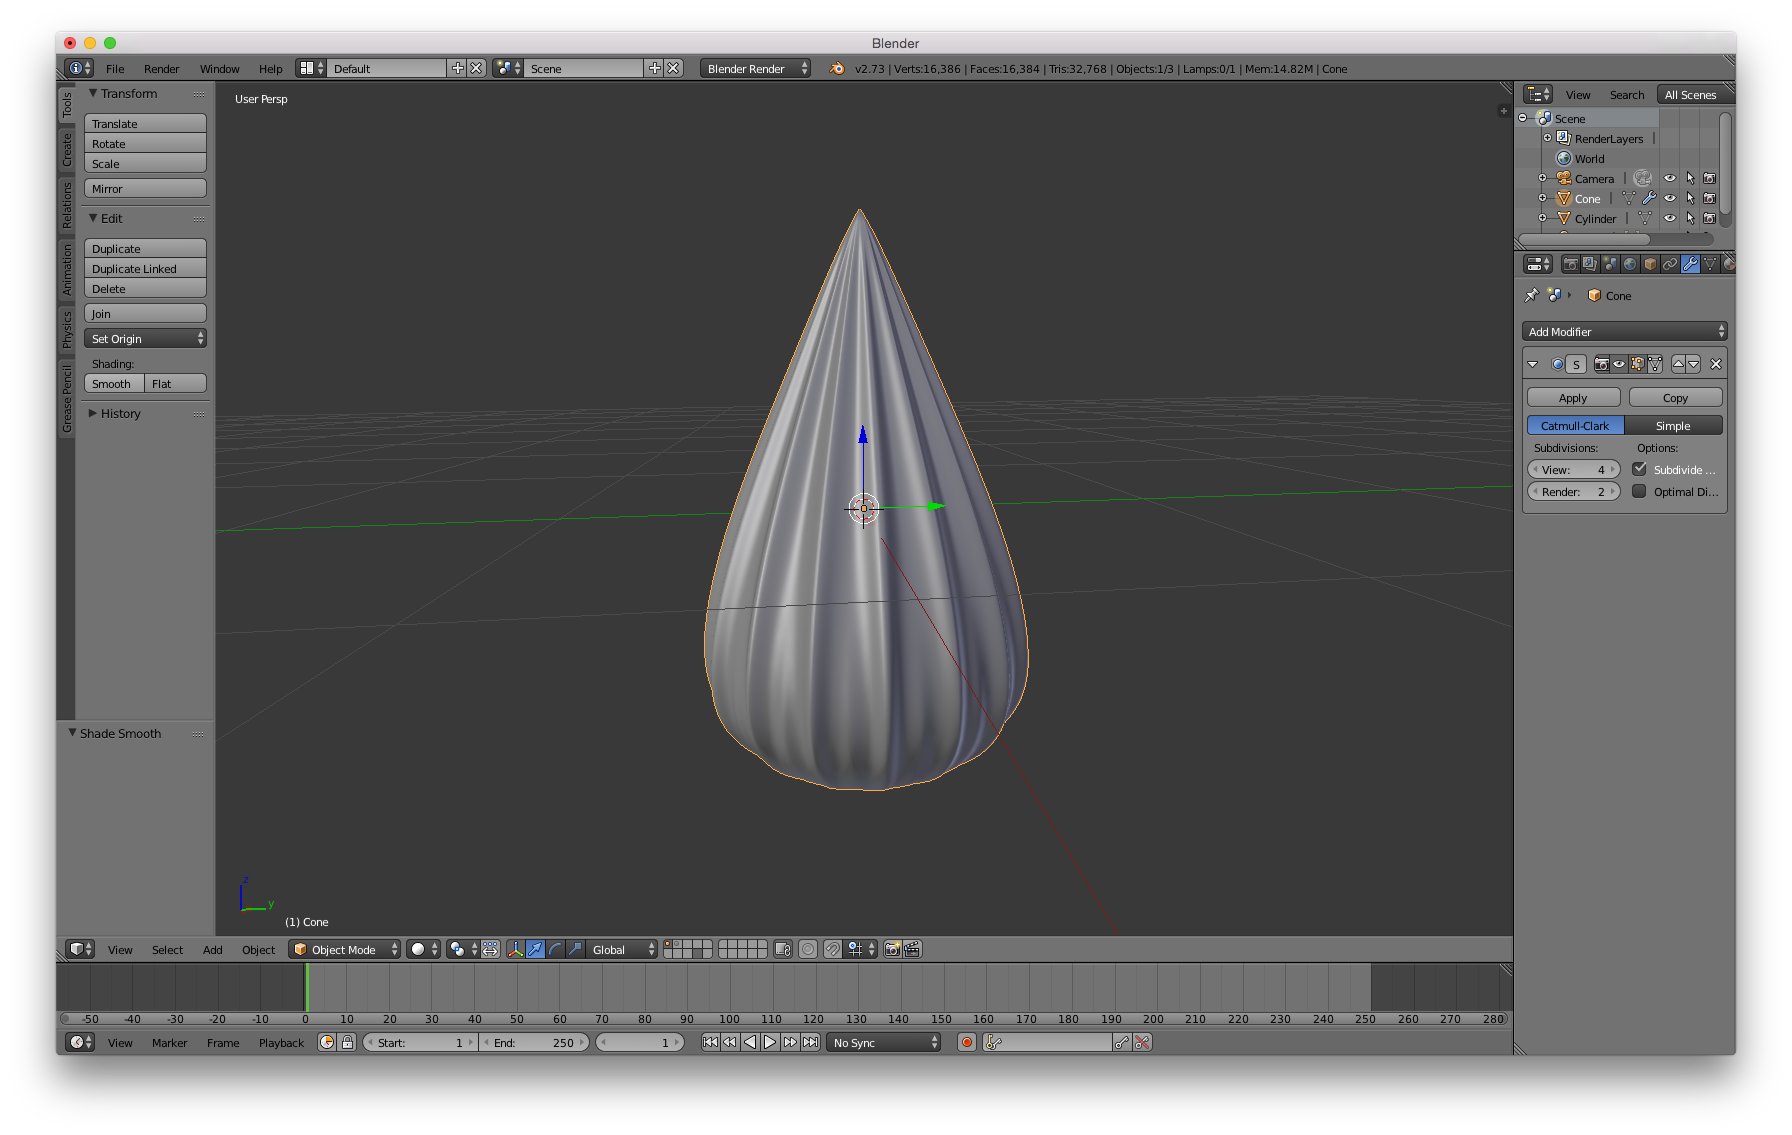 Blender
File Render Window Help Default Scene Blender Render v2.73 | Verts:16,386 | Faces:16,384 | Tris:32,768 | Objects:1/3 | Lamps:0/1 | Mem:14.82M | Cone
Tools
Create
Relations
Animation
Physics
Grease Pencil
Transform
Translate
Rotate
Scale
Mirror
Edit
Duplicate
Duplicate Linked
Delete
Join
Set Origin
Shading:
Smooth Flat
History
Shade Smooth
User Persp
z
y
(1) Cone
View Search All Scenes
Scene
RenderLayers
World
Camera
Cone
Cylinder
Cone
Add Modifier
S
Apply Copy
Catmull-Clark Simple
Subdivisions: Options:
View: 4 Subdivide ...
Render: 2 Optimal Di...
View Select Add Object Object Mode Global
-50 -40 -30 -20 -10 0 10 20 30 40 50 60 70 80 90 100 110 120 130 140 150 160 170 180 190 200 210 220 230 240 250 260 270 280
View Marker Frame Playback Start: 1 End: 250 1 No Sync